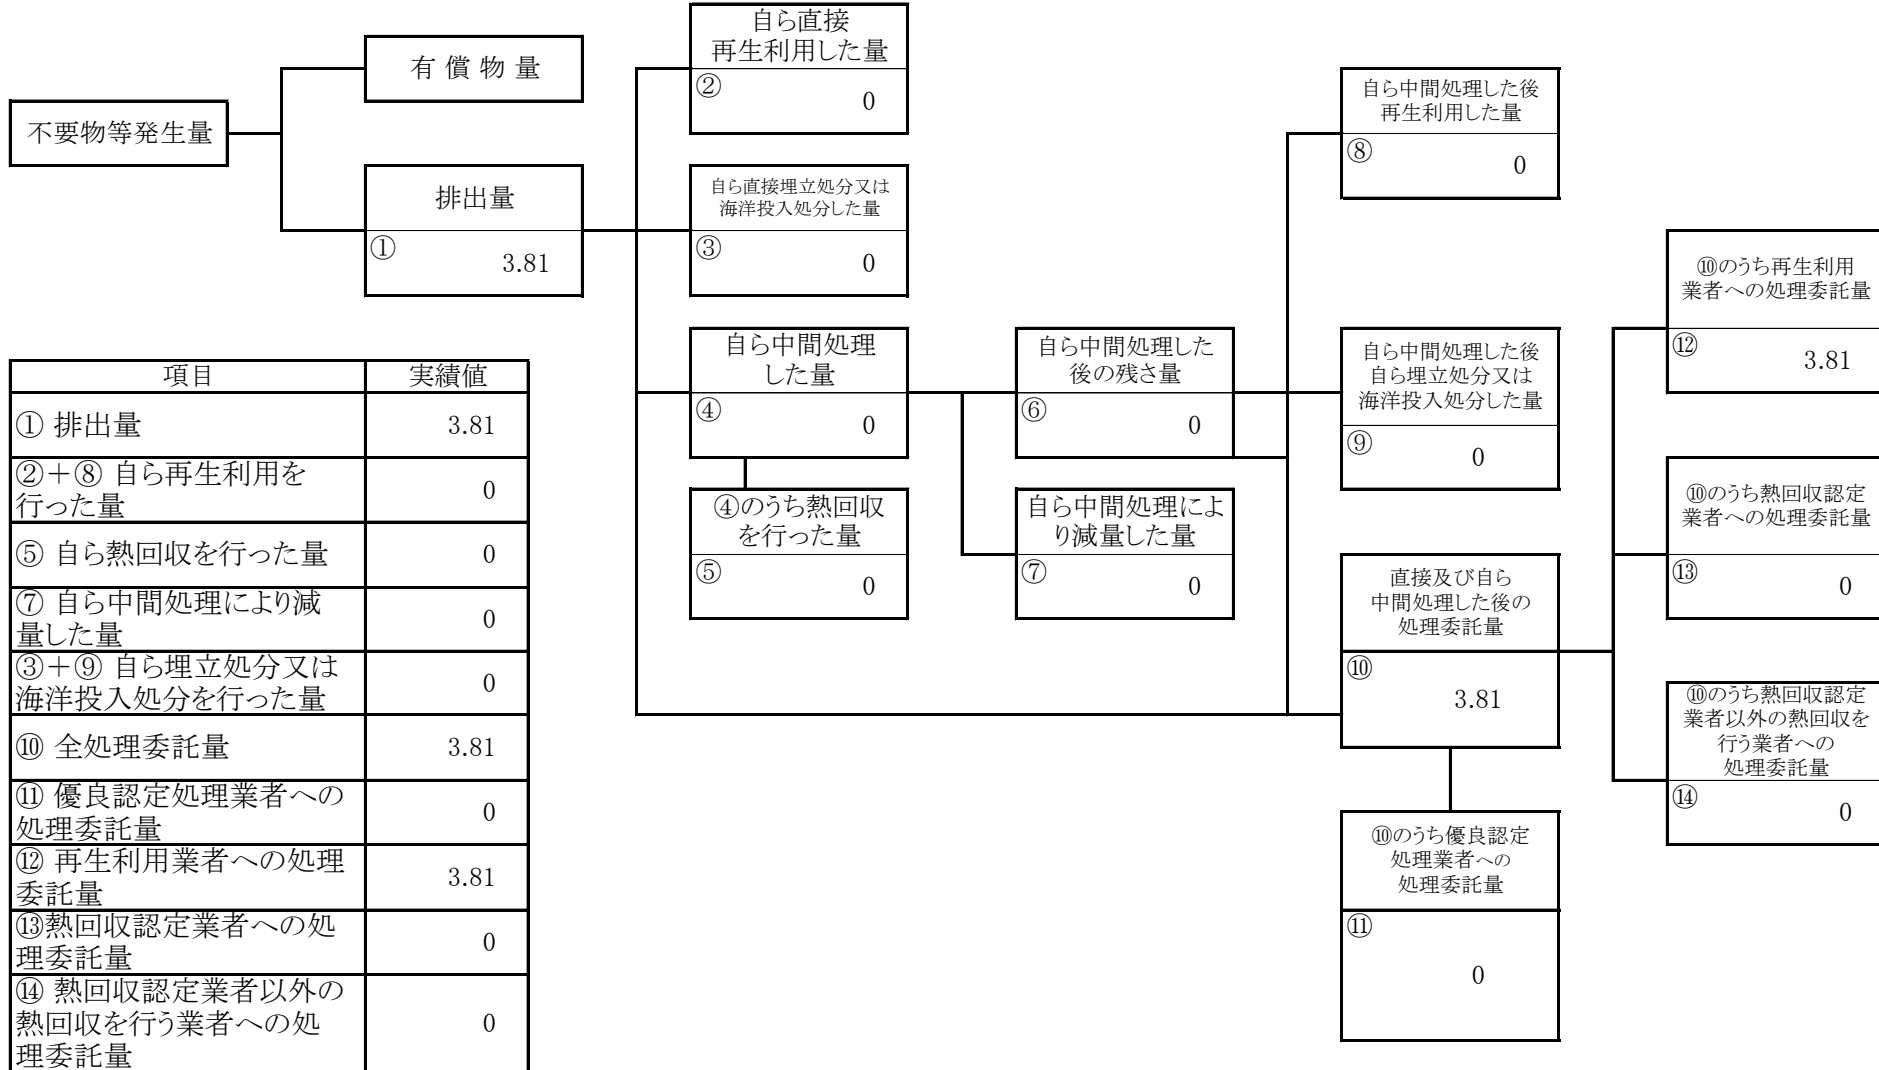 不要物等発生量
有 償 物 量
排出量
①
3.81
自ら直接
再生利用した量
②
0
自ら直接埋立処分又は
海洋投入処分した量
③
0
自ら中間処理
した量
④
0
④のうち熱回収
を行った量
⑤
0
自ら中間処理した
後の残さ量
⑥
0
自ら中間処理によ
り減量した量
⑦
0
自ら中間処理した後
再生利用した量
⑧
0
自ら中間処理した後
自ら埋立処分又は
海洋投入処分した量
⑨
0
直接及び自ら
中間処理した後の
処理委託量
⑩
3.81
⑩のうち優良認定
処理業者への
処理委託量
⑪
0
⑩のうち再生利用
業者への処理委託量
⑫
3.81
⑩のうち熱回収認定
業者への処理委託量
⑬
0
⑩のうち熱回収認定
業者以外の熱回収を
行う業者への
処理委託量
⑭
0
項目 実績値
① 排出量 3.81
②＋⑧ 自ら再生利用を
行った量 0
⑤ 自ら熱回収を行った量 0
⑦ 自ら中間処理により減
量した量 0
③＋⑨ 自ら埋立処分又は
海洋投入処分を行った量 0
⑩ 全処理委託量 3.81
⑪ 優良認定処理業者への
処理委託量 0
⑫ 再生利用業者への処理
委託量 3.81
⑬熱回収認定業者への処
理委託量 0
⑭ 熱回収認定業者以外の
熱回収を行う業者への処
理委託量 0